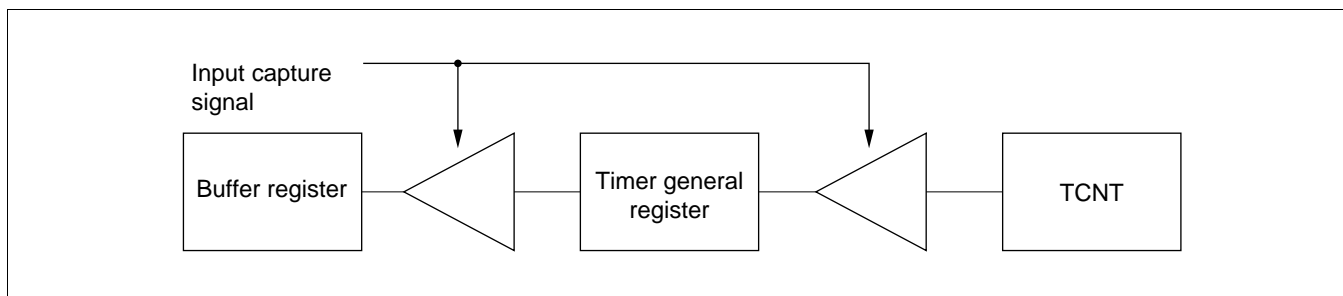 Input capture
signal
Buffer register
Timer general
register
TCNT